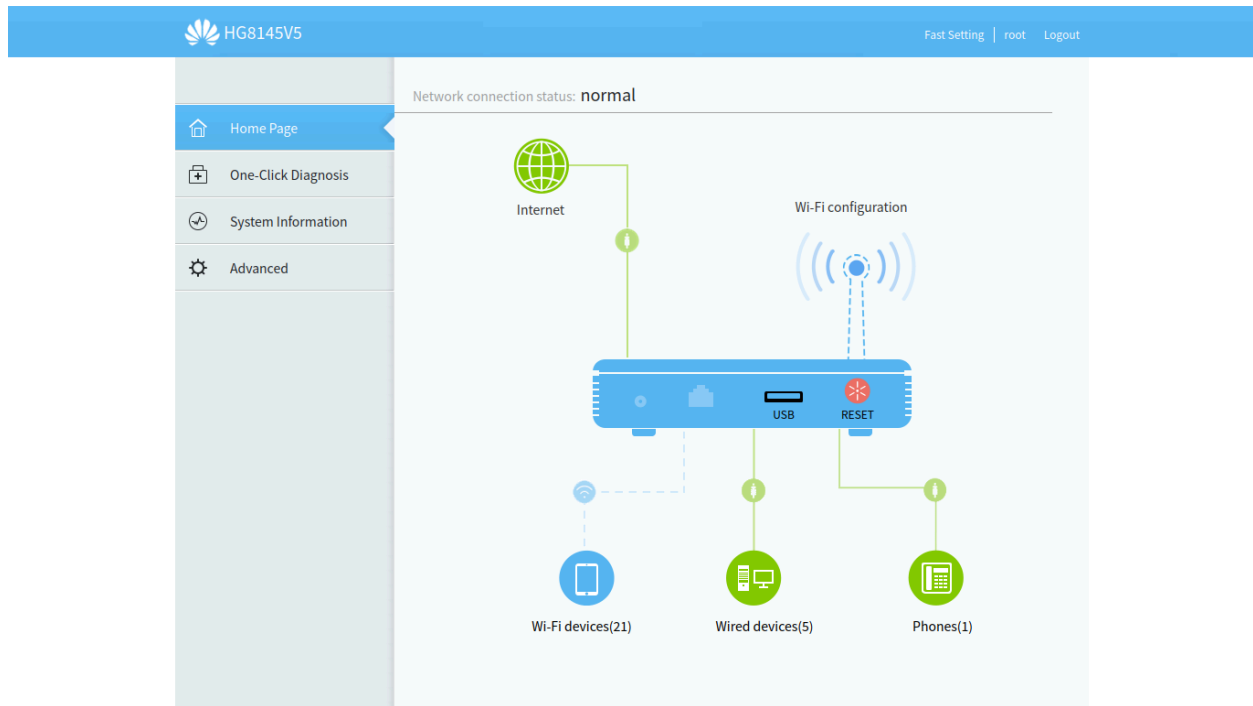 HG8145V5
Fast Setting | root Logout
Network connection status: normal
Home Page
One-Click Diagnosis
System Information
Advanced
Internet
Wi-Fi configuration
USB
RESET
Wi-Fi devices(21)
Wired devices(5)
Phones(1)